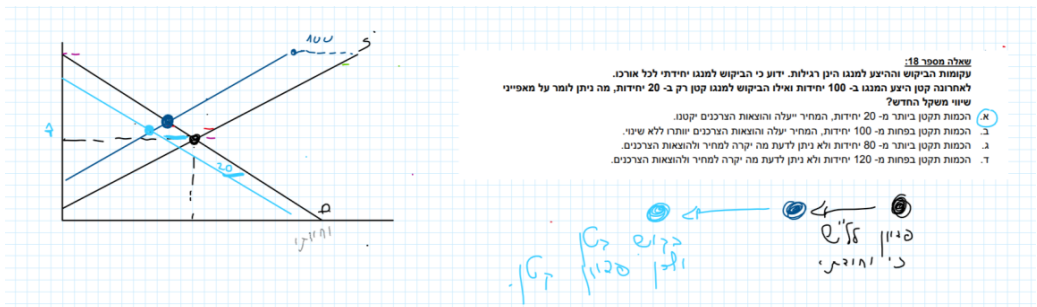 שאלה מספר 18:
עקומות הביקוש וההיצע למנגו הינן רגילות. ידוע כי הביקוש למנגו יחידתי לכל אורכו.
לאחרונה קטן היצע המנגו ב- 100 יחידות ואילו הביקוש למנגו קטן רק ב- 20 יחידות, מה ניתן לומר על מאפייני
שיווי משקל החדש?
א. הכמות תקטן ביותר מ- 20 יחידות, המחיר ייעלה והוצאות הצרכנים יקטנו.
ב. הכמות תקטן בפחות מ- 100 יחידות, המחיר יעלה והוצאות הצרכנים יוותרו ללא שינוי.
ג. הכמות תקטן ביותר מ- 80 יחידות ולא ניתן לדעת מה יקרה למחיר ולהוצאות הצרכנים.
ד. הכמות תקטן בפחות מ- 120 יחידות ולא ניתן לדעת מה יקרה למחיר ולהוצאות הצרכנים.
100
S
20
D
יחידתי
פדיון ללש
כי יחידתי
ביקוש קטן
ולכן פדיון קטן.